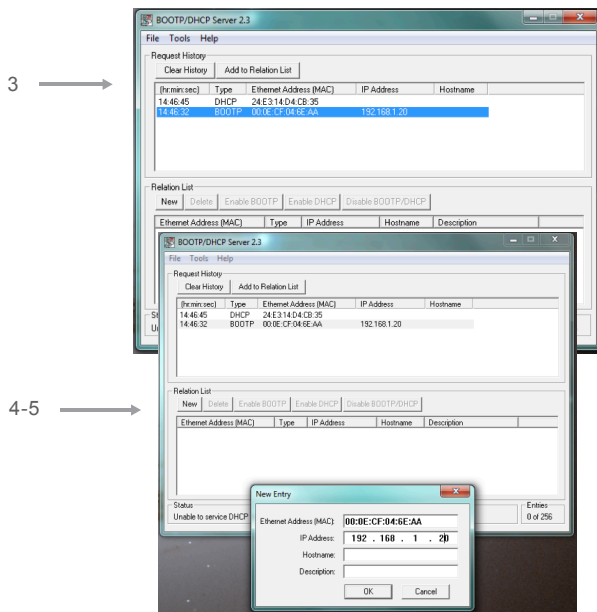 3
BOOTP/DHCP Server 2.3
File Tools Help
Request History
Clear History Add to Relation List
(hr:min:sec) Type Ethernet Address (MAC) IP Address Hostname
14:46:45 DHCP 24:E3:14:D4:CB:35
14:46:32 BOOTP 00:0E:CF:04:6E:AA 192.168.1.20
Relation List
New Delete Enable BOOTP Enable DHCP Disable BOOTP/DHCP
Ethernet Address (MAC) Type IP Address Hostname Description
4-5
BOOTP/DHCP Server 2.3
File Tools Help
Request History
Clear History Add to Relation List
(hr:min:sec) Type Ethernet Address (MAC) IP Address Hostname
14:46:45 DHCP 24:E3:14:D4:CB:35
14:46:32 BOOTP 00:0E:CF:04:6E:AA 192.168.1.20
Relation List
New Delete Enable BOOTP Enable DHCP Disable BOOTP/DHCP
Ethernet Address (MAC) Type IP Address Hostname Description
Status
Unable to service DHCP
Entries
0 of 256
New Entry
Ethernet Address (MAC): 00:0E:CF:04:6E:AA
IP Address: 192 . 168 . 1 . 20
Hostname:
Description:
OK Cancel